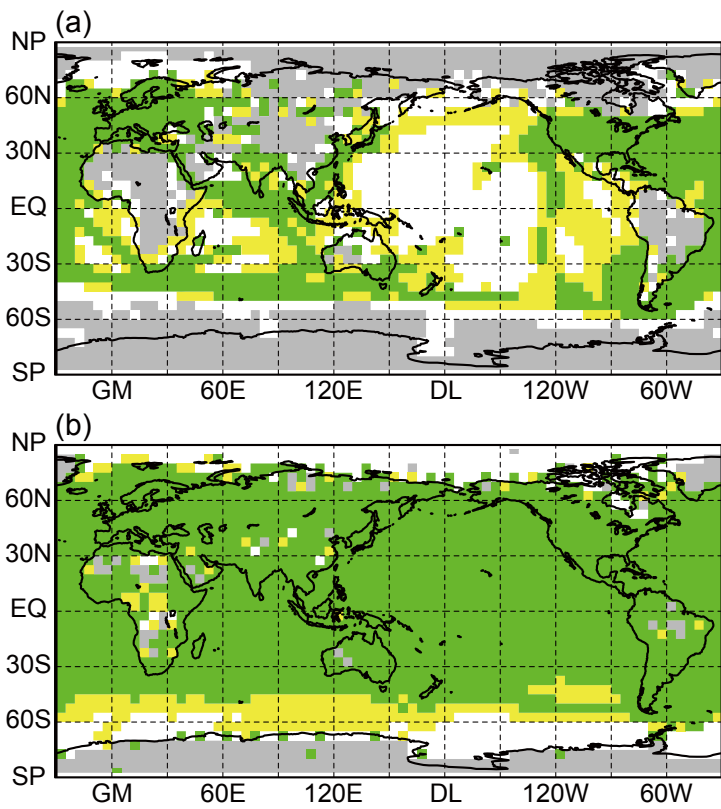 (a)
NP
60N
30N
EQ
30S
60S
SP
GM 60E 120E DL 120W 60W
(b)
NP
60N
30N
EQ
30S
60S
SP
GM 60E 120E DL 120W 60W